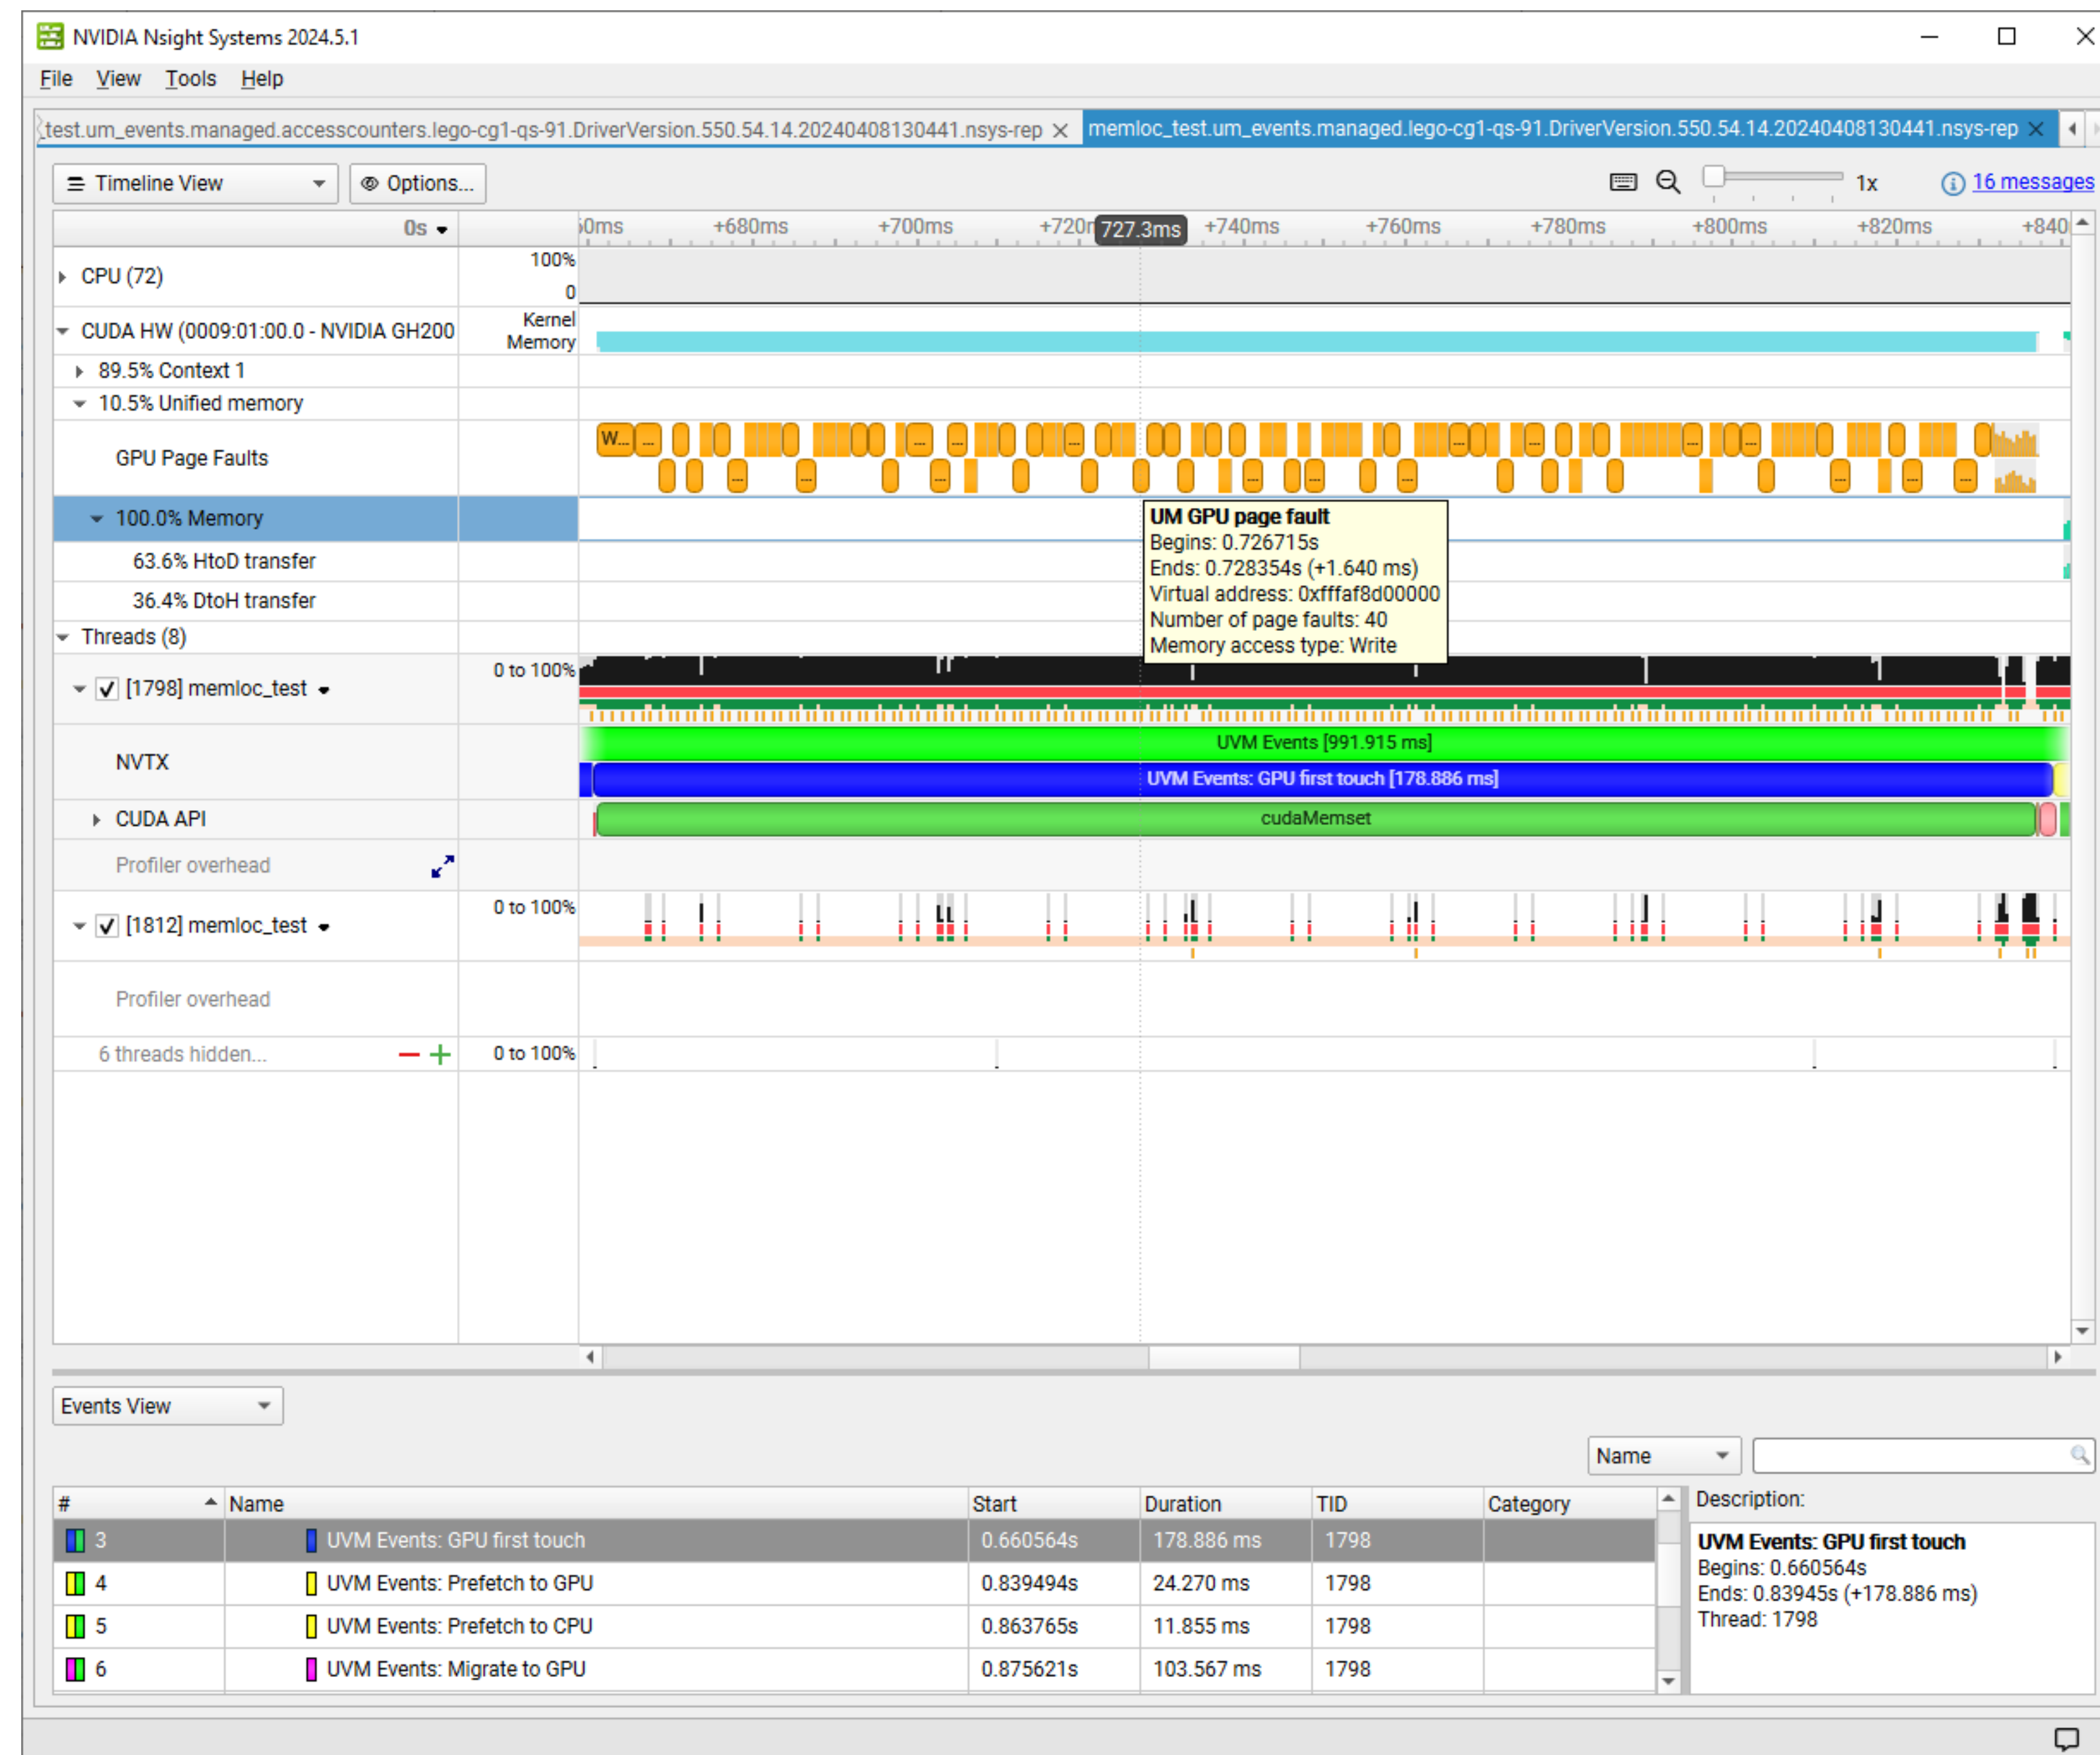 NVIDIA Nsight Systems 2024.5.1
File View Tools Help
_test.um_events.managed.accesscounters.lego-cg1-qs-91.DriverVersion.550.54.14.20240408130441.nsys-rep
memloc_test.um_events.managed.lego-cg1-qs-91.DriverVersion.550.54.14.20240408130441.nsys-rep
Timeline View Options... 1x 16 messages
0s 0ms +680ms +700ms +720m 727.3ms +740ms +760ms +780ms +800ms +820ms +840
CPU (72) 100%
0
CUDA HW (0009:01:00.0 - NVIDIA GH200 Kernel
Memory
89.5% Context 1
10.5% Unified memory
GPU Page Faults W...
100.0% Memory
63.6% HtoD transfer
36.4% DtoH transfer
UM GPU page fault
Begins: 0.726715s
Ends: 0.728354s (+1.640 ms)
Virtual address: 0xfffaf8d00000
Number of page faults: 40
Memory access type: Write
Threads (8)
[1798] memloc_test 0 to 100%
NVTX
UVM Events [991.915 ms]
UVM Events: GPU first touch [178.886 ms]
CUDA API cudaMemset
Profiler overhead
[1812] memloc_test 0 to 100%
Profiler overhead
6 threads hidden... 0 to 100%
Events View
Name
# Name Start Duration TID Category
3 UVM Events: GPU first touch 0.660564s 178.886 ms 1798
4 UVM Events: Prefetch to GPU 0.839494s 24.270 ms 1798
5 UVM Events: Prefetch to CPU 0.863765s 11.855 ms 1798
6 UVM Events: Migrate to GPU 0.875621s 103.567 ms 1798
Description:
UVM Events: GPU first touch
Begins: 0.660564s
Ends: 0.83945s (+178.886 ms)
Thread: 1798